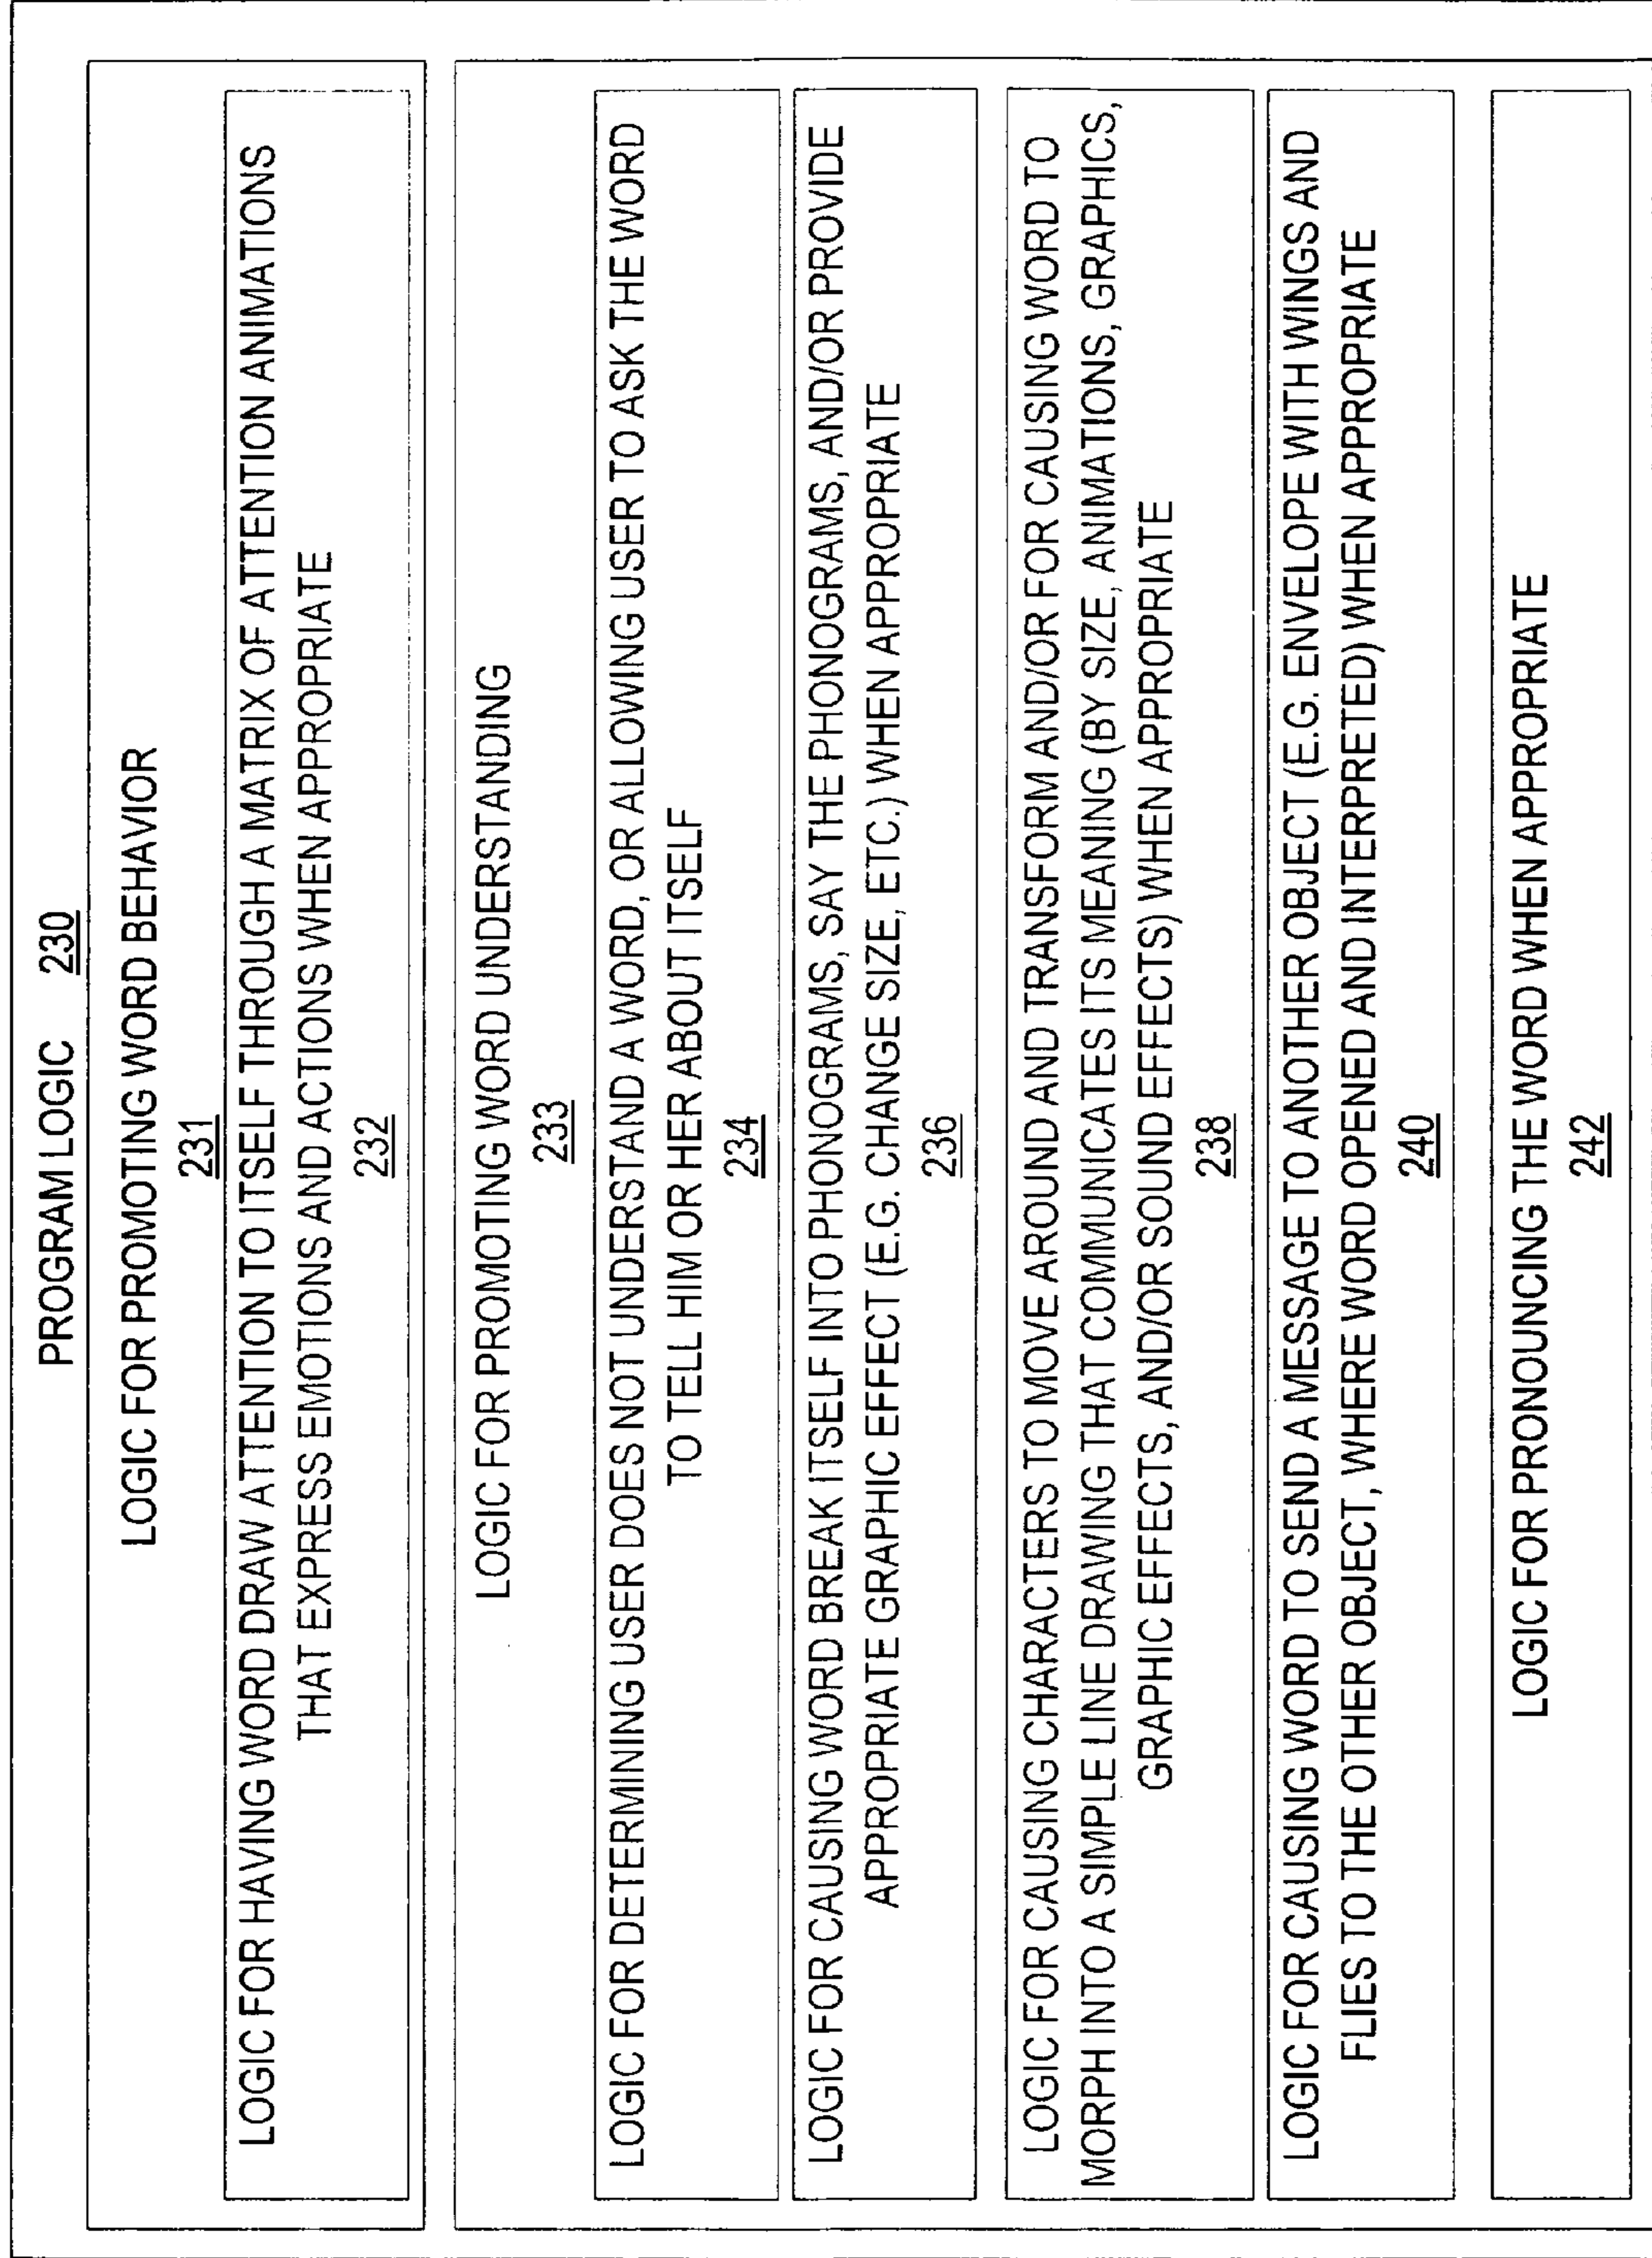 PROGRAM LOGIC 230
LOGIC FOR PROMOTING WORD BEHAVIOR
231
LOGIC FOR HAVING WORD DRAW ATTENTION TO ITSELF THROUGH A MATRIX OF ATTENTION ANIMATIONS
THAT EXPRESS EMOTIONS AND ACTIONS WHEN APPROPRIATE
232
LOGIC FOR PROMOTING WORD UNDERSTANDING
233
LOGIC FOR DETERMINING USER DOES NOT UNDERSTAND A WORD, OR ALLOWING USER TO ASK THE WORD
TO TELL HIM OR HER ABOUT ITSELF
234
LOGIC FOR CAUSING WORD BREAK ITSELF INTO PHONOGRAMS, SAY THE PHONOGRAMS, AND/OR PROVIDE
APPROPRIATE GRAPHIC EFFECT (E.G. CHANGE SIZE, ETC.) WHEN APPROPRIATE
236
LOGIC FOR CAUSING CHARACTERS TO MOVE AROUND AND TRANSFORM AND/OR FOR CAUSING WORD TO
MORPH INTO A SIMPLE LINE DRAWING THAT COMMUNICATES ITS MEANING (BY SIZE, ANIMATIONS, GRAPHICS,
GRAPHIC EFFECTS, AND/OR SOUND EFFECTS) WHEN APPROPRIATE
238
LOGIC FOR CAUSING WORD TO SEND A MESSAGE TO ANOTHER OBJECT (E.G. ENVELOPE WITH WINGS AND
FLIES TO THE OTHER OBJECT, WHERE WORD OPENED AND INTERPRETED) WHEN APPROPRIATE
240
LOGIC FOR PRONOUNCING THE WORD WHEN APPROPRIATE
242